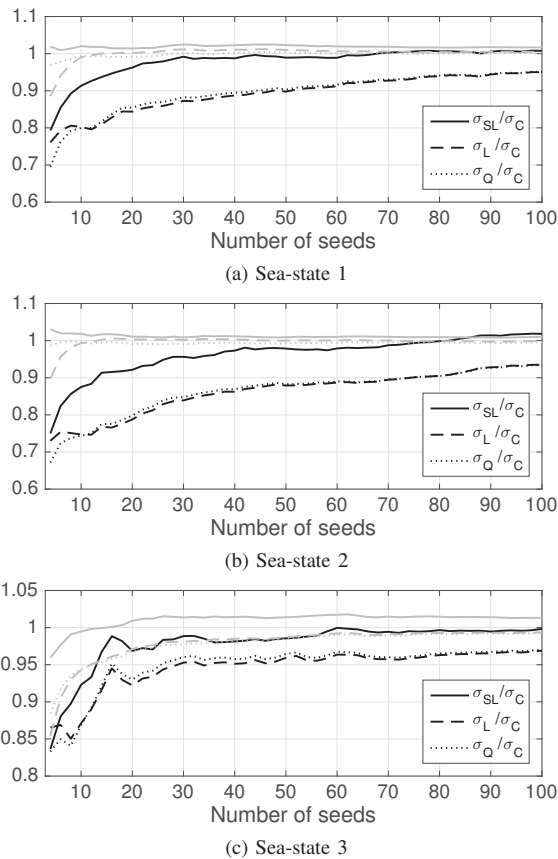 1.1
1
0.9
0.8
0.7
0.6
σSL/σC
σL/σC
σQ/σC
10 20 30 40 50 60 70 80 90 100
Number of seeds
(a) Sea-state 1
1.1
1
0.9
0.8
0.7
0.6
σSL/σC
σL/σC
σQ/σC
10 20 30 40 50 60 70 80 90 100
Number of seeds
(b) Sea-state 2
1.05
1
0.95
0.9
0.85
0.8
σSL/σC
σL/σC
σQ/σC
10 20 30 40 50 60 70 80 90 100
Number of seeds
(c) Sea-state 3